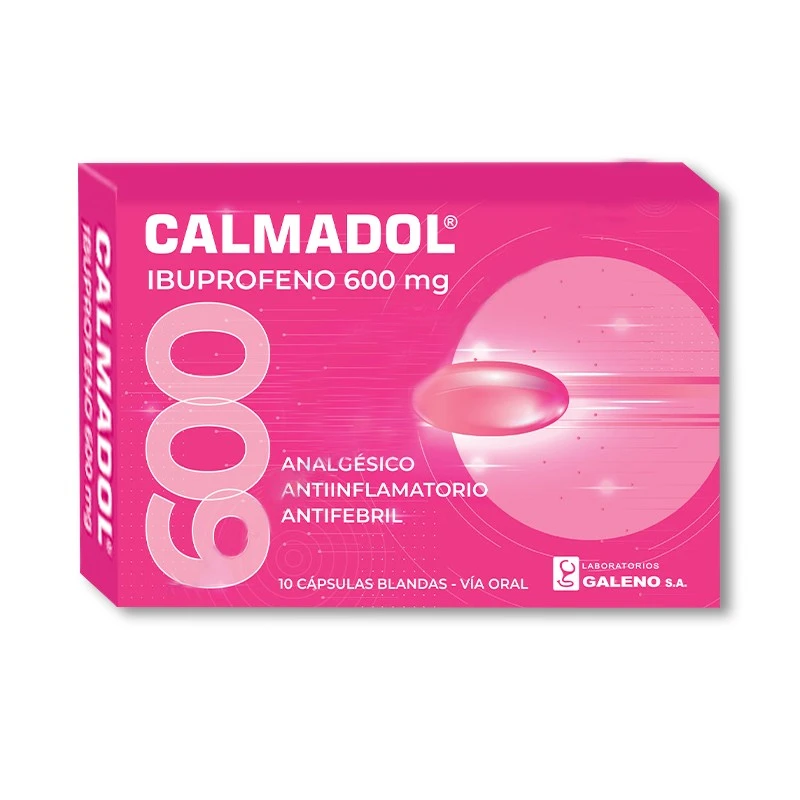 CALMADOL®
IBUPROFENO 600 mg
600
ANALGÉSICO
ANTIINFLAMATORIO
ANTIFEBRIL
10 CÁPSULAS BLANDAS - VÍA ORAL
LABORATORIOS
GALENO S.A.
CALMADOL®
IBUPROFENO 600 mg